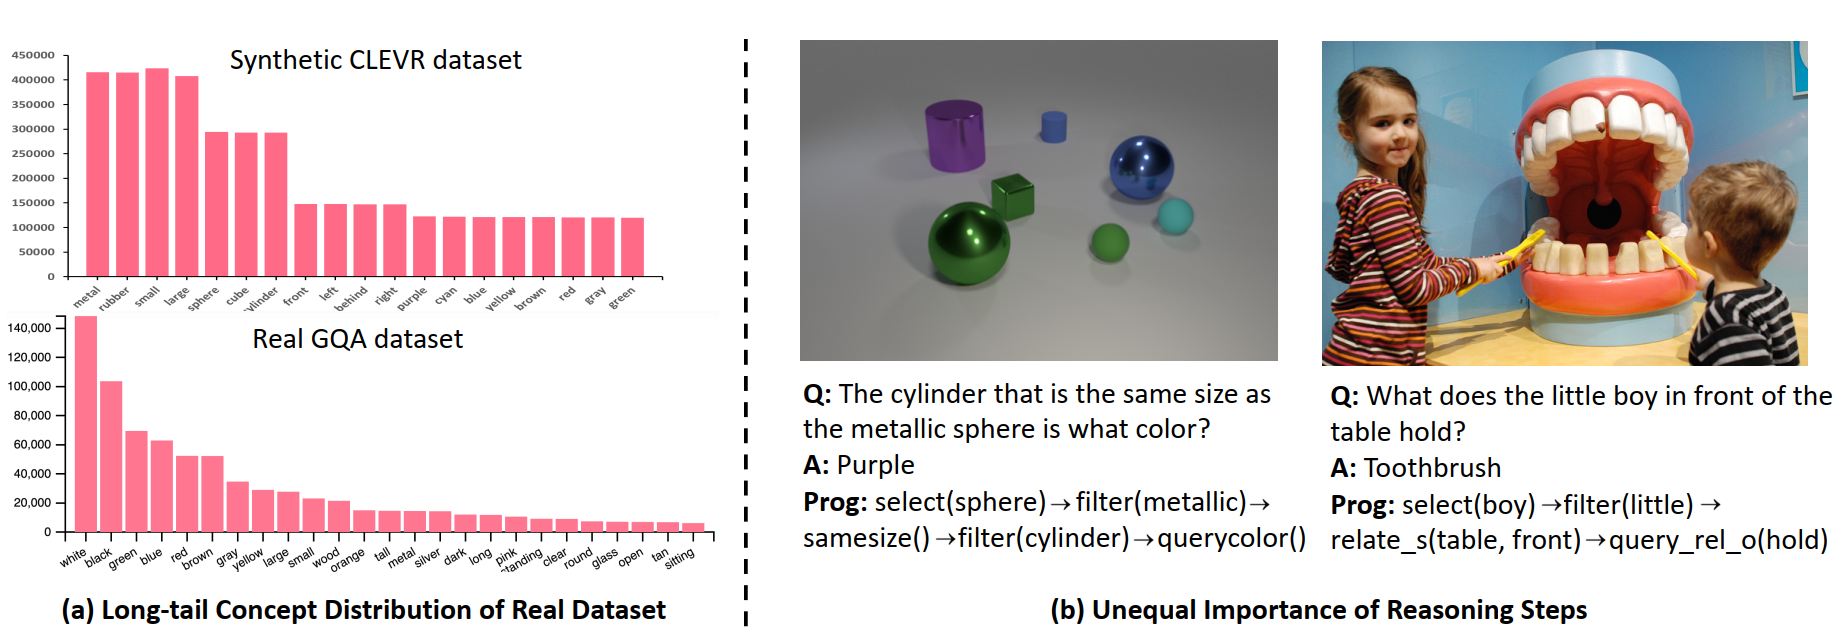 Synthetic CLEVR dataset
450000
400000
350000
300000
250000
200000
150000
100000
50000
0
metal
rubber
small
large
sphere
cube
cylinder
front
left
behind
right
purple
cyan
blue
yellow
brown
red
gray
green
Real GQA dataset
140,000
120,000
100,000
80,000
60,000
40,000
20,000
0
white
black
green
blue
red
brown
gray
yellow
large
small
wood
orange
tall
metal
silver
dark
long
pink
standing
clear
round
glass
open
tan
sitting
(a) Long-tail Concept Distribution of Real Dataset
Q: The cylinder that is the same size as
the metallic sphere is what color?
A: Purple
Prog: select(sphere)→filter(metallic)→
samesize()→filter(cylinder)→querycolor()
Q: What does the little boy in front of the
table hold?
A: Toothbrush
Prog: select(boy)→filter(little)→
relate_s(table, front)→query_rel_o(hold)
(b) Unequal Importance of Reasoning Steps